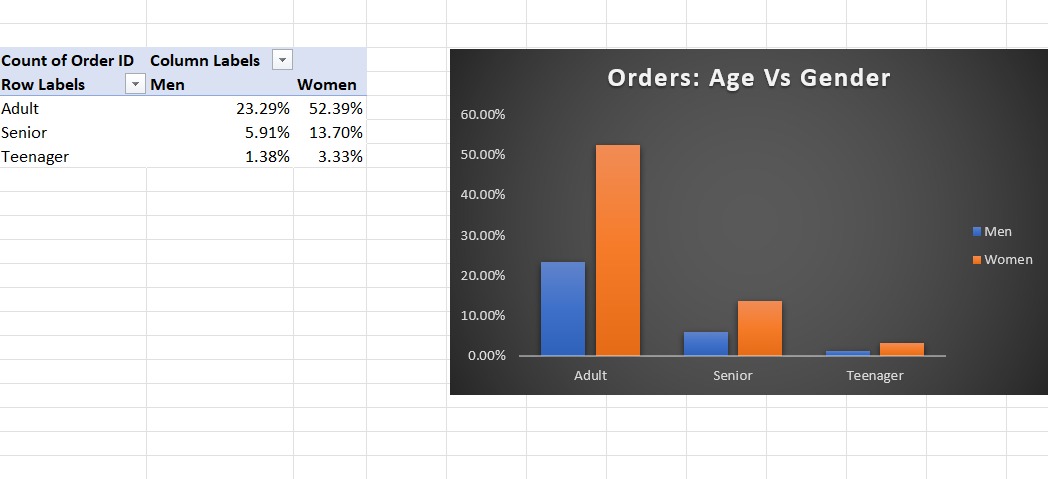 Count of Order ID Column Labels
Row Labels Men Women
Adult 23.29% 52.39%
Senior 5.91% 13.70%
Teenager 1.38% 3.33%
Orders: Age Vs Gender
60.00%
50.00%
40.00%
30.00%
20.00%
10.00%
0.00%
Adult Senior Teenager
Men
Women